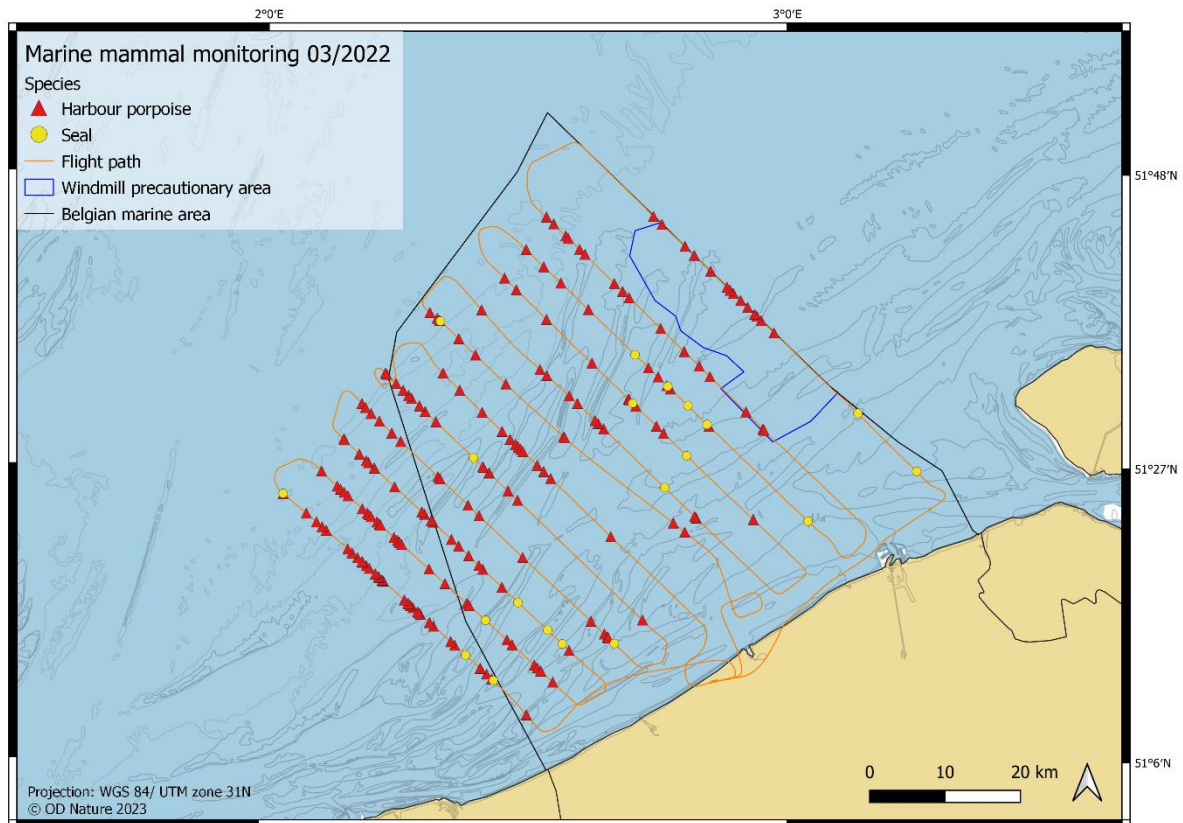 2°0'E
3°0'E
Marine mammal monitoring 03/2022
Species
Harbour porpoise
Seal
Flight path
Windmill precautionary area
Belgian marine area
51°48'N
51°27'N
51°6'N
0 10 20 km
Projection: WGS 84/ UTM zone 31N
© OD Nature 2023